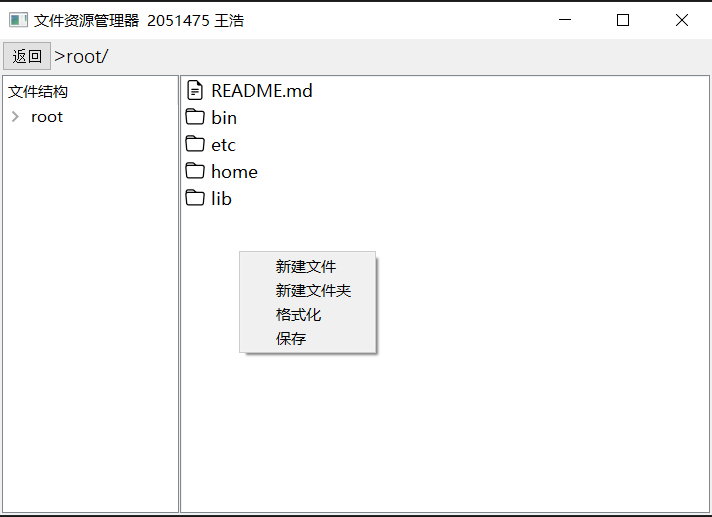 文件资源管理器 2051475 王浩
返回 >root/
文件结构
root
README.md
bin
etc
home
lib
新建文件
新建文件夹
格式化
保存